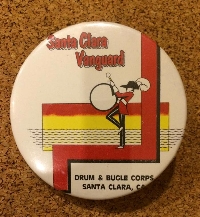 Santa Clara
Vanguard
DRUM & BUGLE CORPS
SANTA CLARA, CA